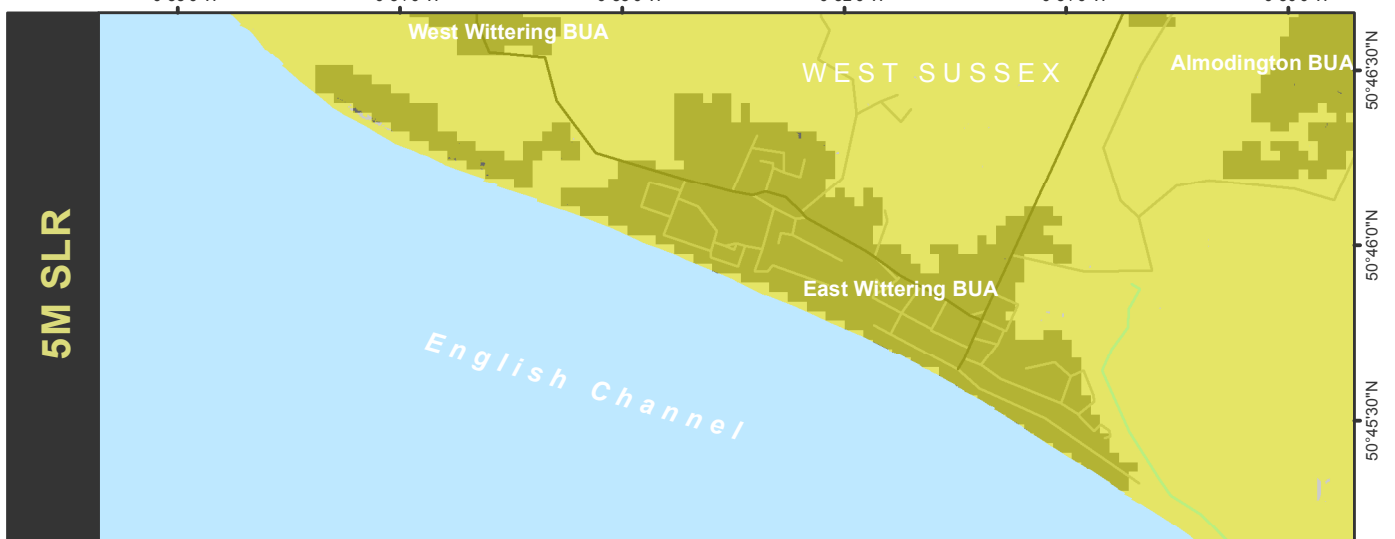 West Wittering BUA
WEST SUSSEX
Almodington BUA
50°46'30"N
5M SLR
50°46'0"N
East Wittering BUA
English Channel
50°45'30"N